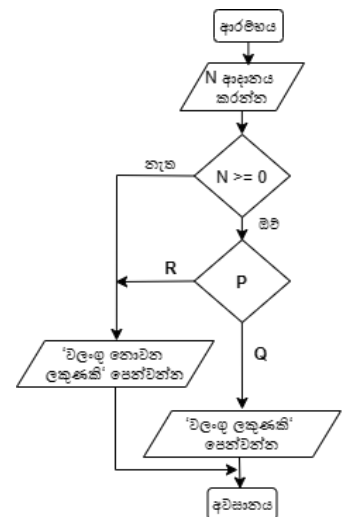 ආරම්භය
N ආදානය
කරන්න
N >= 0
නැත
ඔව්
P
R
Q
'වලංගු නොවන
ලකුණකි' පෙන්වන්න
'වලංගු ලකුණකි'
පෙන්වන්න
අවසානය